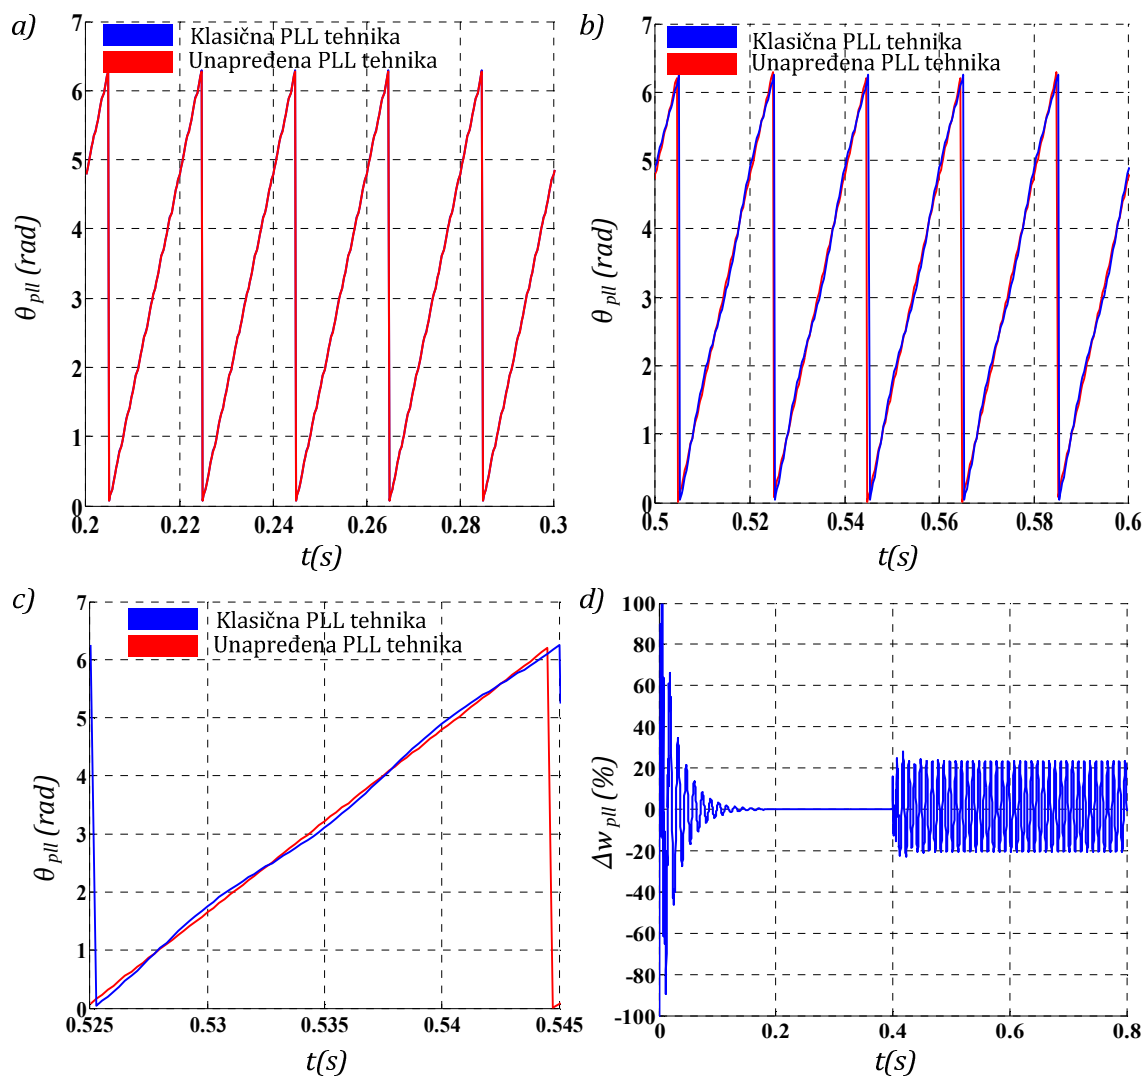 a)
7
6
5
4
3
2
1
0
Klasična PLL tehnika
Unapređena PLL tehnika
θ pll (rad)
0.2 0.22 0.24 0.26 0.28 0.3
t(s)
b)
7
6
5
4
3
2
1
0
Klasična PLL tehnika
Unapređena PLL tehnika
θ pll (rad)
0.5 0.52 0.54 0.56 0.58 0.6
t(s)
c)
7
6
5
4
3
2
1
0
Klasična PLL tehnika
Unapređena PLL tehnika
θ pll (rad)
0.525 0.53 0.535 0.54 0.545
t(s)
d)
100
80
60
40
20
0
-20
-40
-60
-80
-100
Δw pll (%)
0 0.2 0.4 0.6 0.8
t(s)